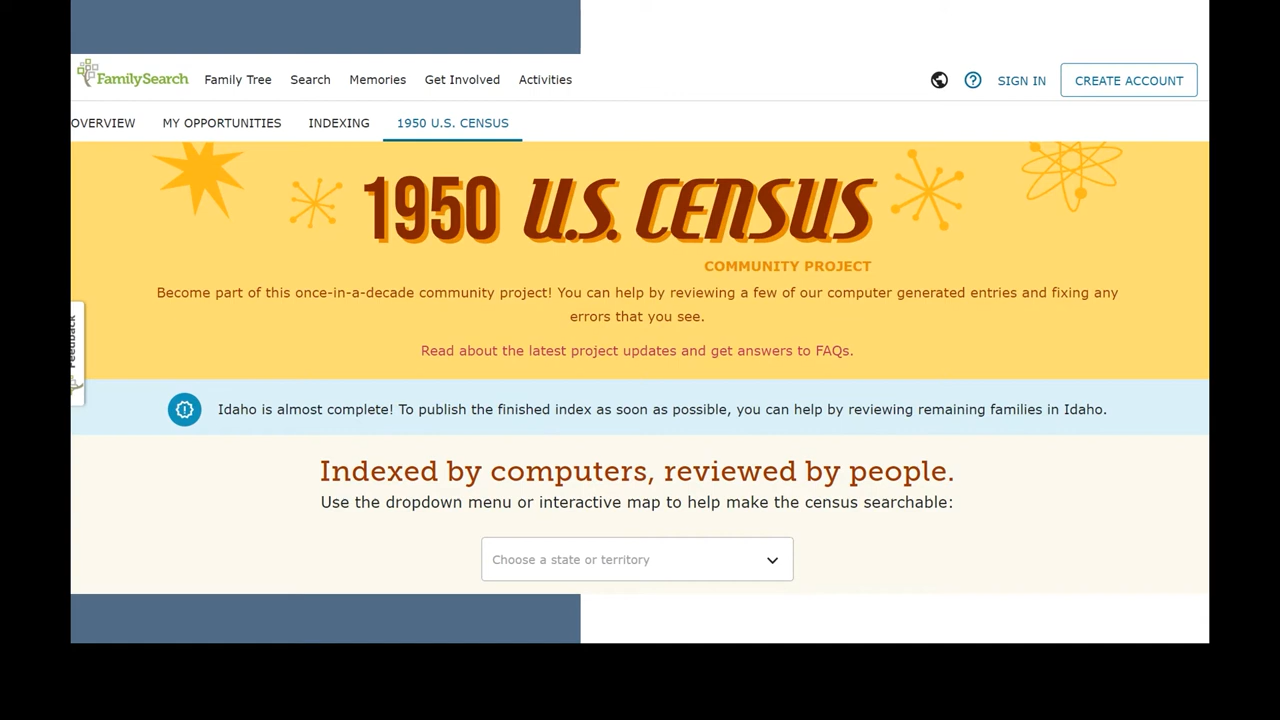 FamilySearch Family Tree Search Memories Get Involved Activities SIGN IN CREATE ACCOUNT
OVERVIEW MY OPPORTUNITIES INDEXING 1950 U.S. CENSUS
1950 U.S. CENSUS
COMMUNITY PROJECT
Become part of this once-in-a-decade community project! You can help by reviewing a few of our computer generated entries and fixing any
errors that you see.
Feedback
Read about the latest project updates and get answers to FAQs.
Idaho is almost complete! To publish the finished index as soon as possible, you can help by reviewing remaining families in Idaho.
Indexed by computers, reviewed by people.
Use the dropdown menu or interactive map to help make the census searchable:
Choose a state or territory